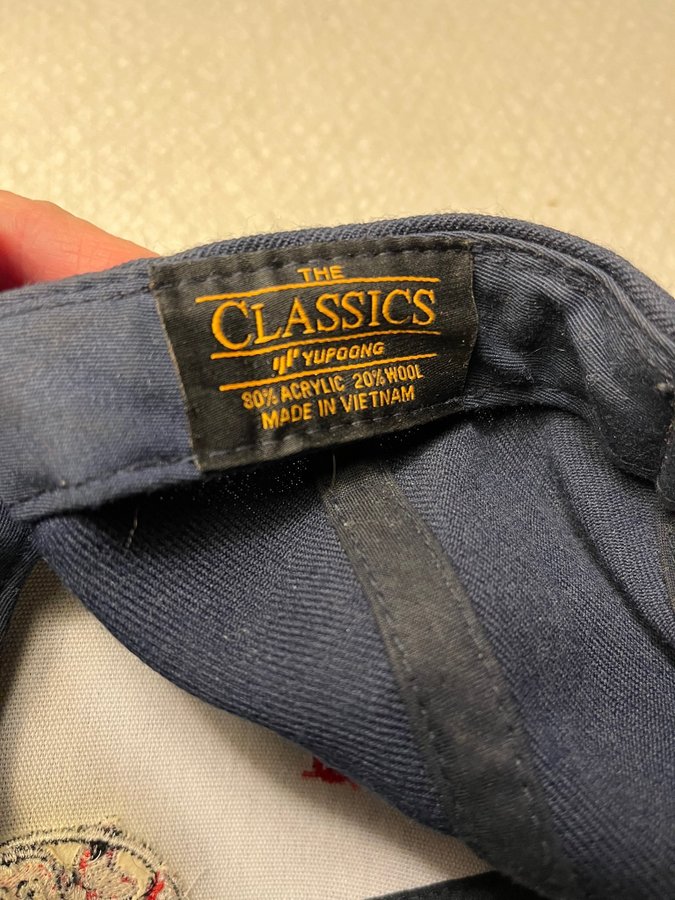 THE
CLASSICS
YUPOONG
80% ACRYLIC 20% WOOL
MADE IN VIETNAM